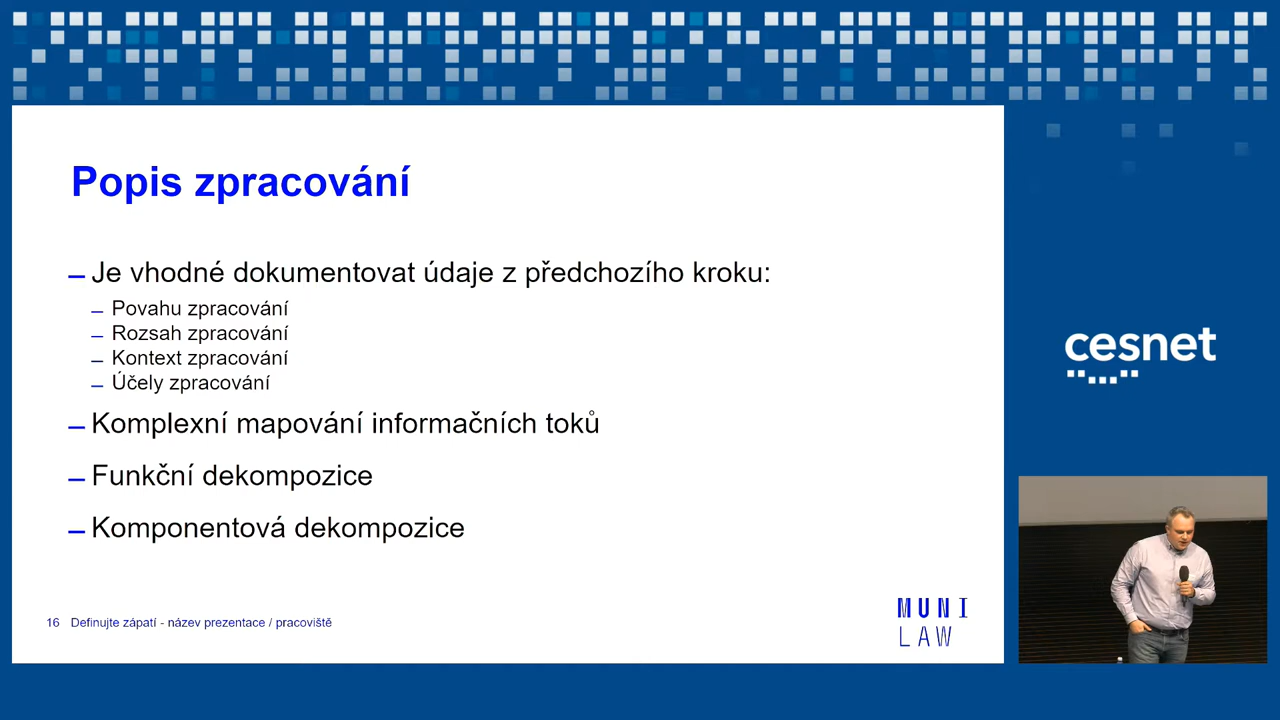 Popis zpracování
– Je vhodné dokumentovat údaje z předchozího kroku:
– Povahu zpracování
– Rozsah zpracování
– Kontext zpracování
– Účely zpracování
– Komplexní mapování informačních toků
– Funkční dekompozice
– Komponentová dekompozice
16 Definujte zápatí - název prezentace / pracoviště
MUNI
LAW
cesnet